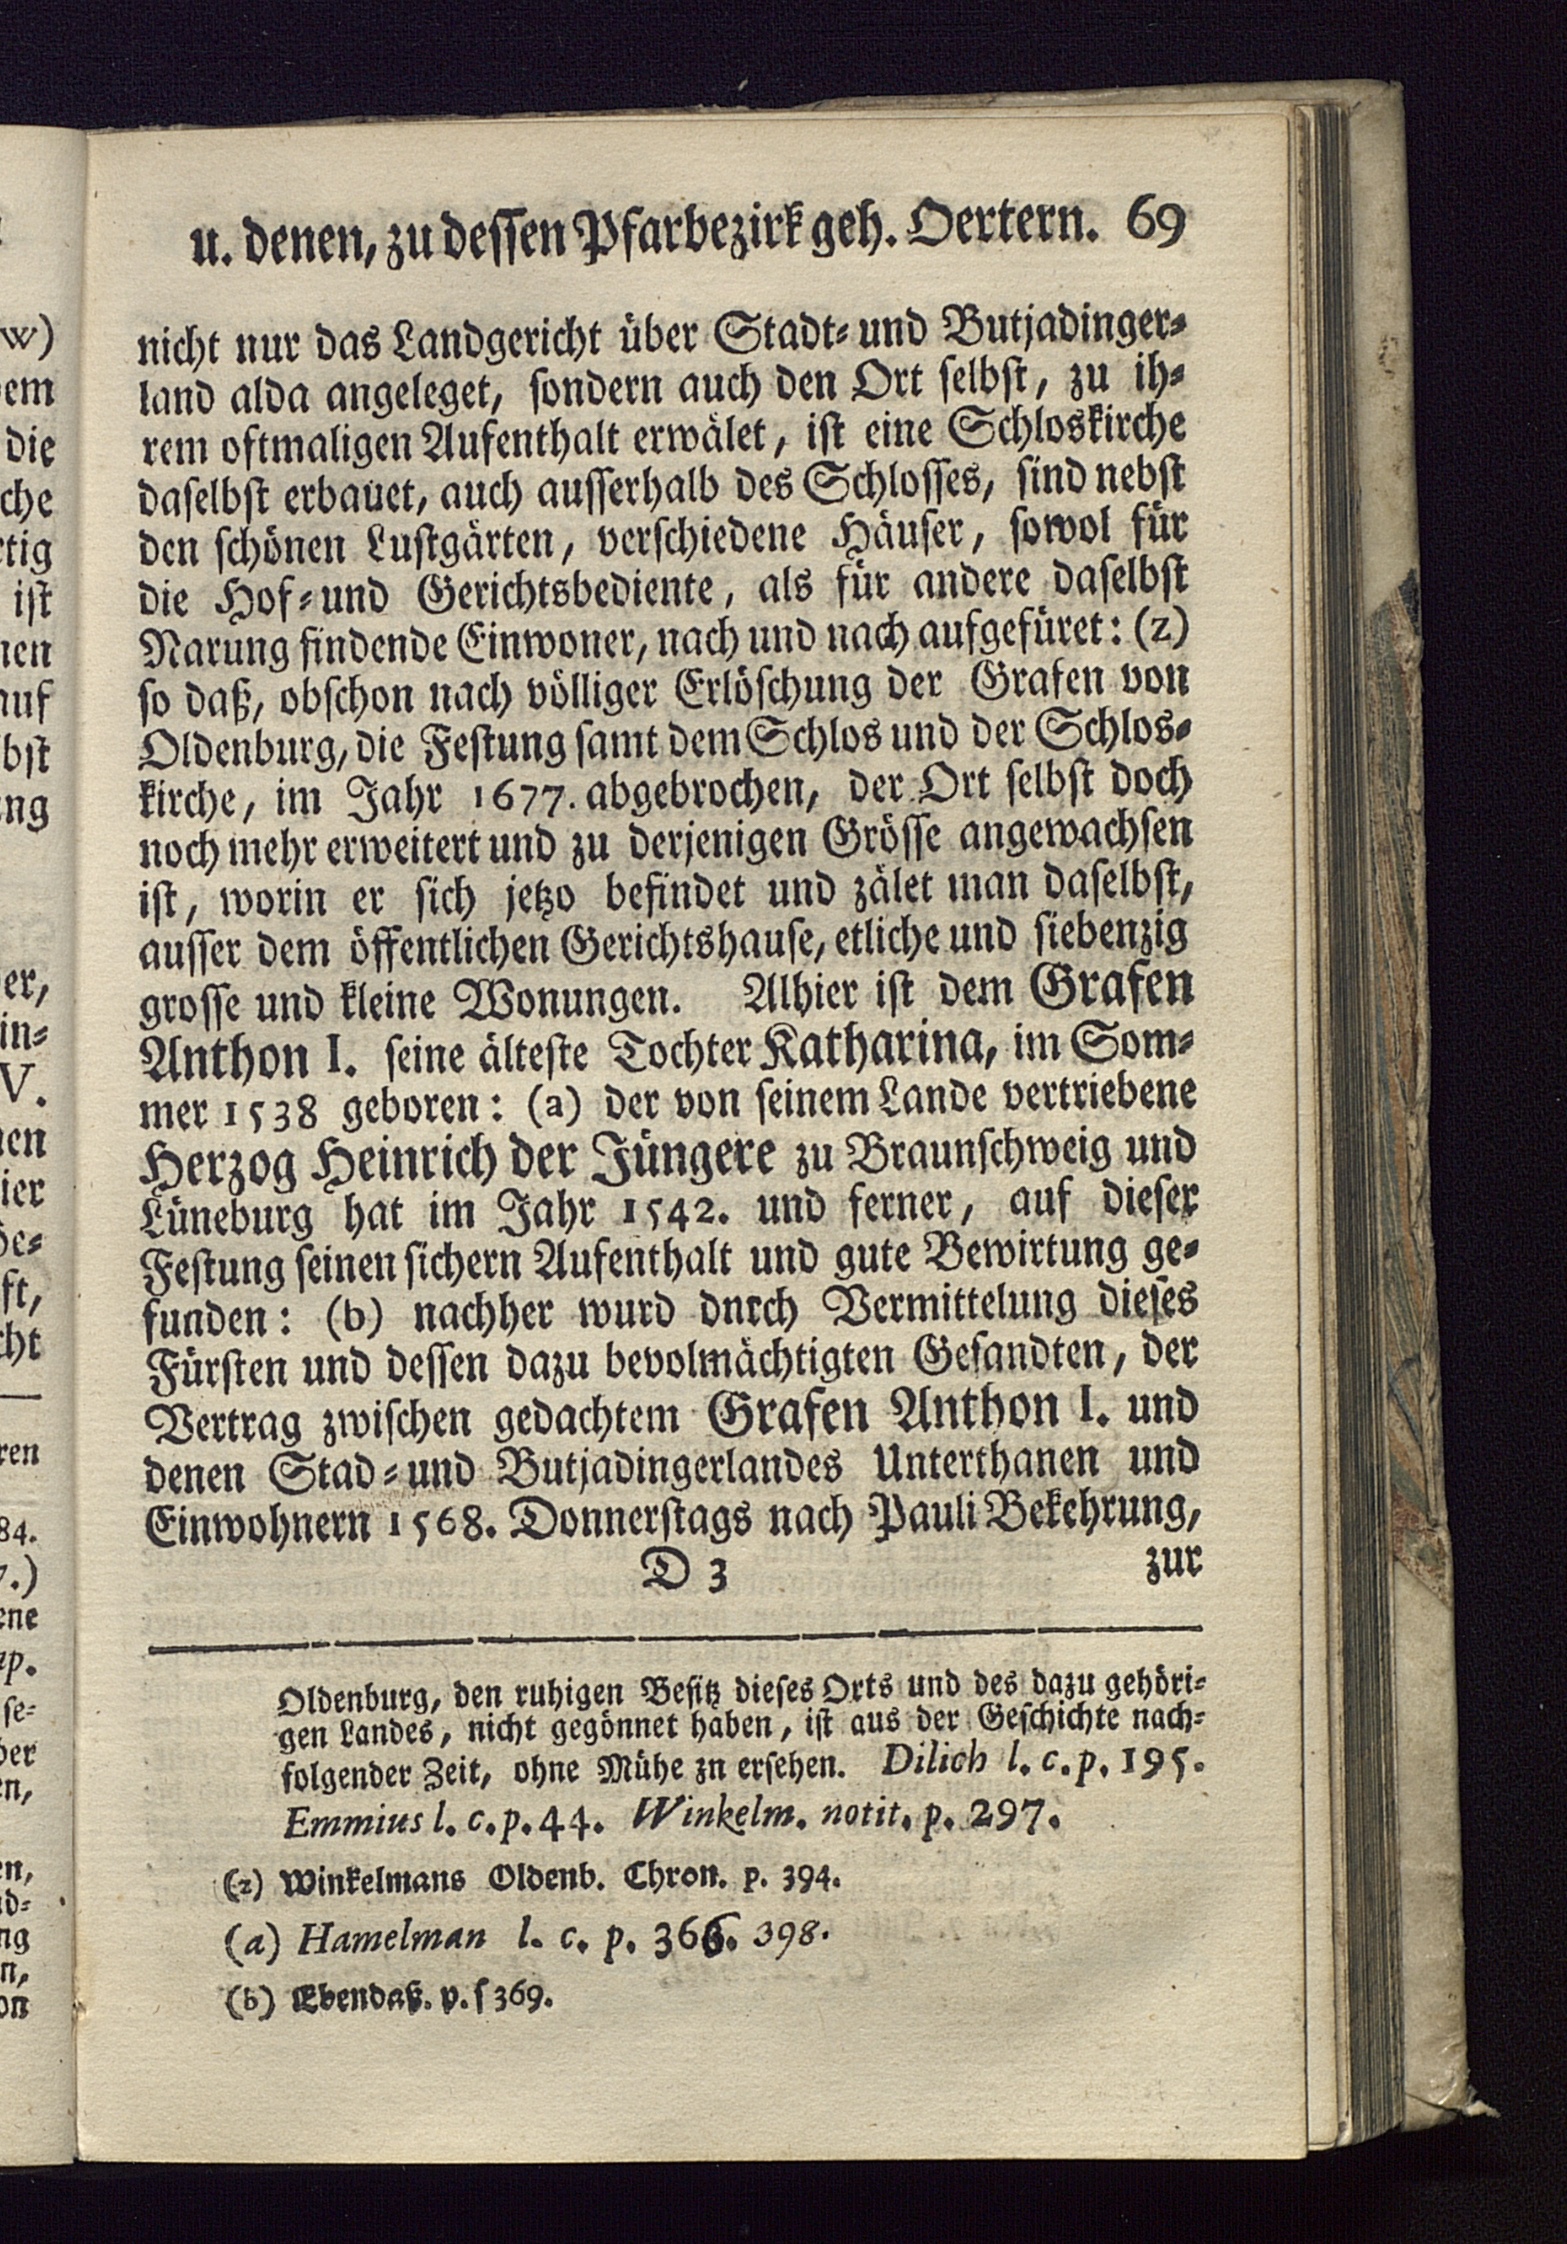 u. denen, zu dessen Pfarbezirk geh. Oertern. 69
nicht nur das Landgericht über Stadt- und Butjadinger-
land alda angeleget, sondern auch den Ort selbst, zu ih-
rem oftmaligen Aufenthalt erwälet, ist eine Schloskirche
daselbst erbauet, auch ausserhalb des Schlosses, sind nebst
den schönen Lustgärten, verschiedene Häuser, sowol für
die Hof- und Gerichtsbediente, als für andere daselbst
Narung findende Einwoner, nach und nach aufgefüret: (z)
so daß, obschon nach völliger Erlöschung der Grafen von
Oldenburg, die Festung samt dem Schlos und der Schlos-
kirche, im Jahr 1677. abgebrochen, der Ort selbst doch
noch mehr erweitert und zu derjenigen Grösse angewachsen
ist, worin er sich jetzo befindet und zälet man daselbst,
ausser dem öffentlichen Gerichtshause, etliche und siebenzig
grosse und kleine Wonungen. Alhier ist dem Grafen
Anthon I. seine älteste Tochter Katharina, im Som-
mer 1538 geboren: (a) der von seinem Lande vertriebene
Herzog Heinrich der Jüngere zu Braunschweig und
Lüneburg hat im Jahr 1542. und ferner, auf dieser
Festung seinen sichern Aufenthalt und gute Bewirtung ge-
funden: (b) nachher wurd dnrch Vermittelung dieses
Fürsten und dessen dazu bevolmächtigten Gesandten, der
Vertrag zwischen gedachtem Grafen Anthon I. und
denen Stad- und Butjadingerlandes Unterthanen und
Einwohnern 1568. Donnerstags nach Pauli Bekehrung,
D 3 zur
Oldenburg, den ruhigen Besitz dieses Orts und des dazu gehöri-
gen Landes, nicht gegönnet haben, ist aus der Geschichte nach-
folgender Zeit, ohne Mühe zn ersehen. Dilich l. c. p. 195.
Emmius l. c. p. 44. Winkelm. notit. p. 297.
(z) Winkelmans Oldenb. Chron. p. 394.
(a) Hamelman l. c. p. 366. 398.
(b) Ebendaß. p. s 369.